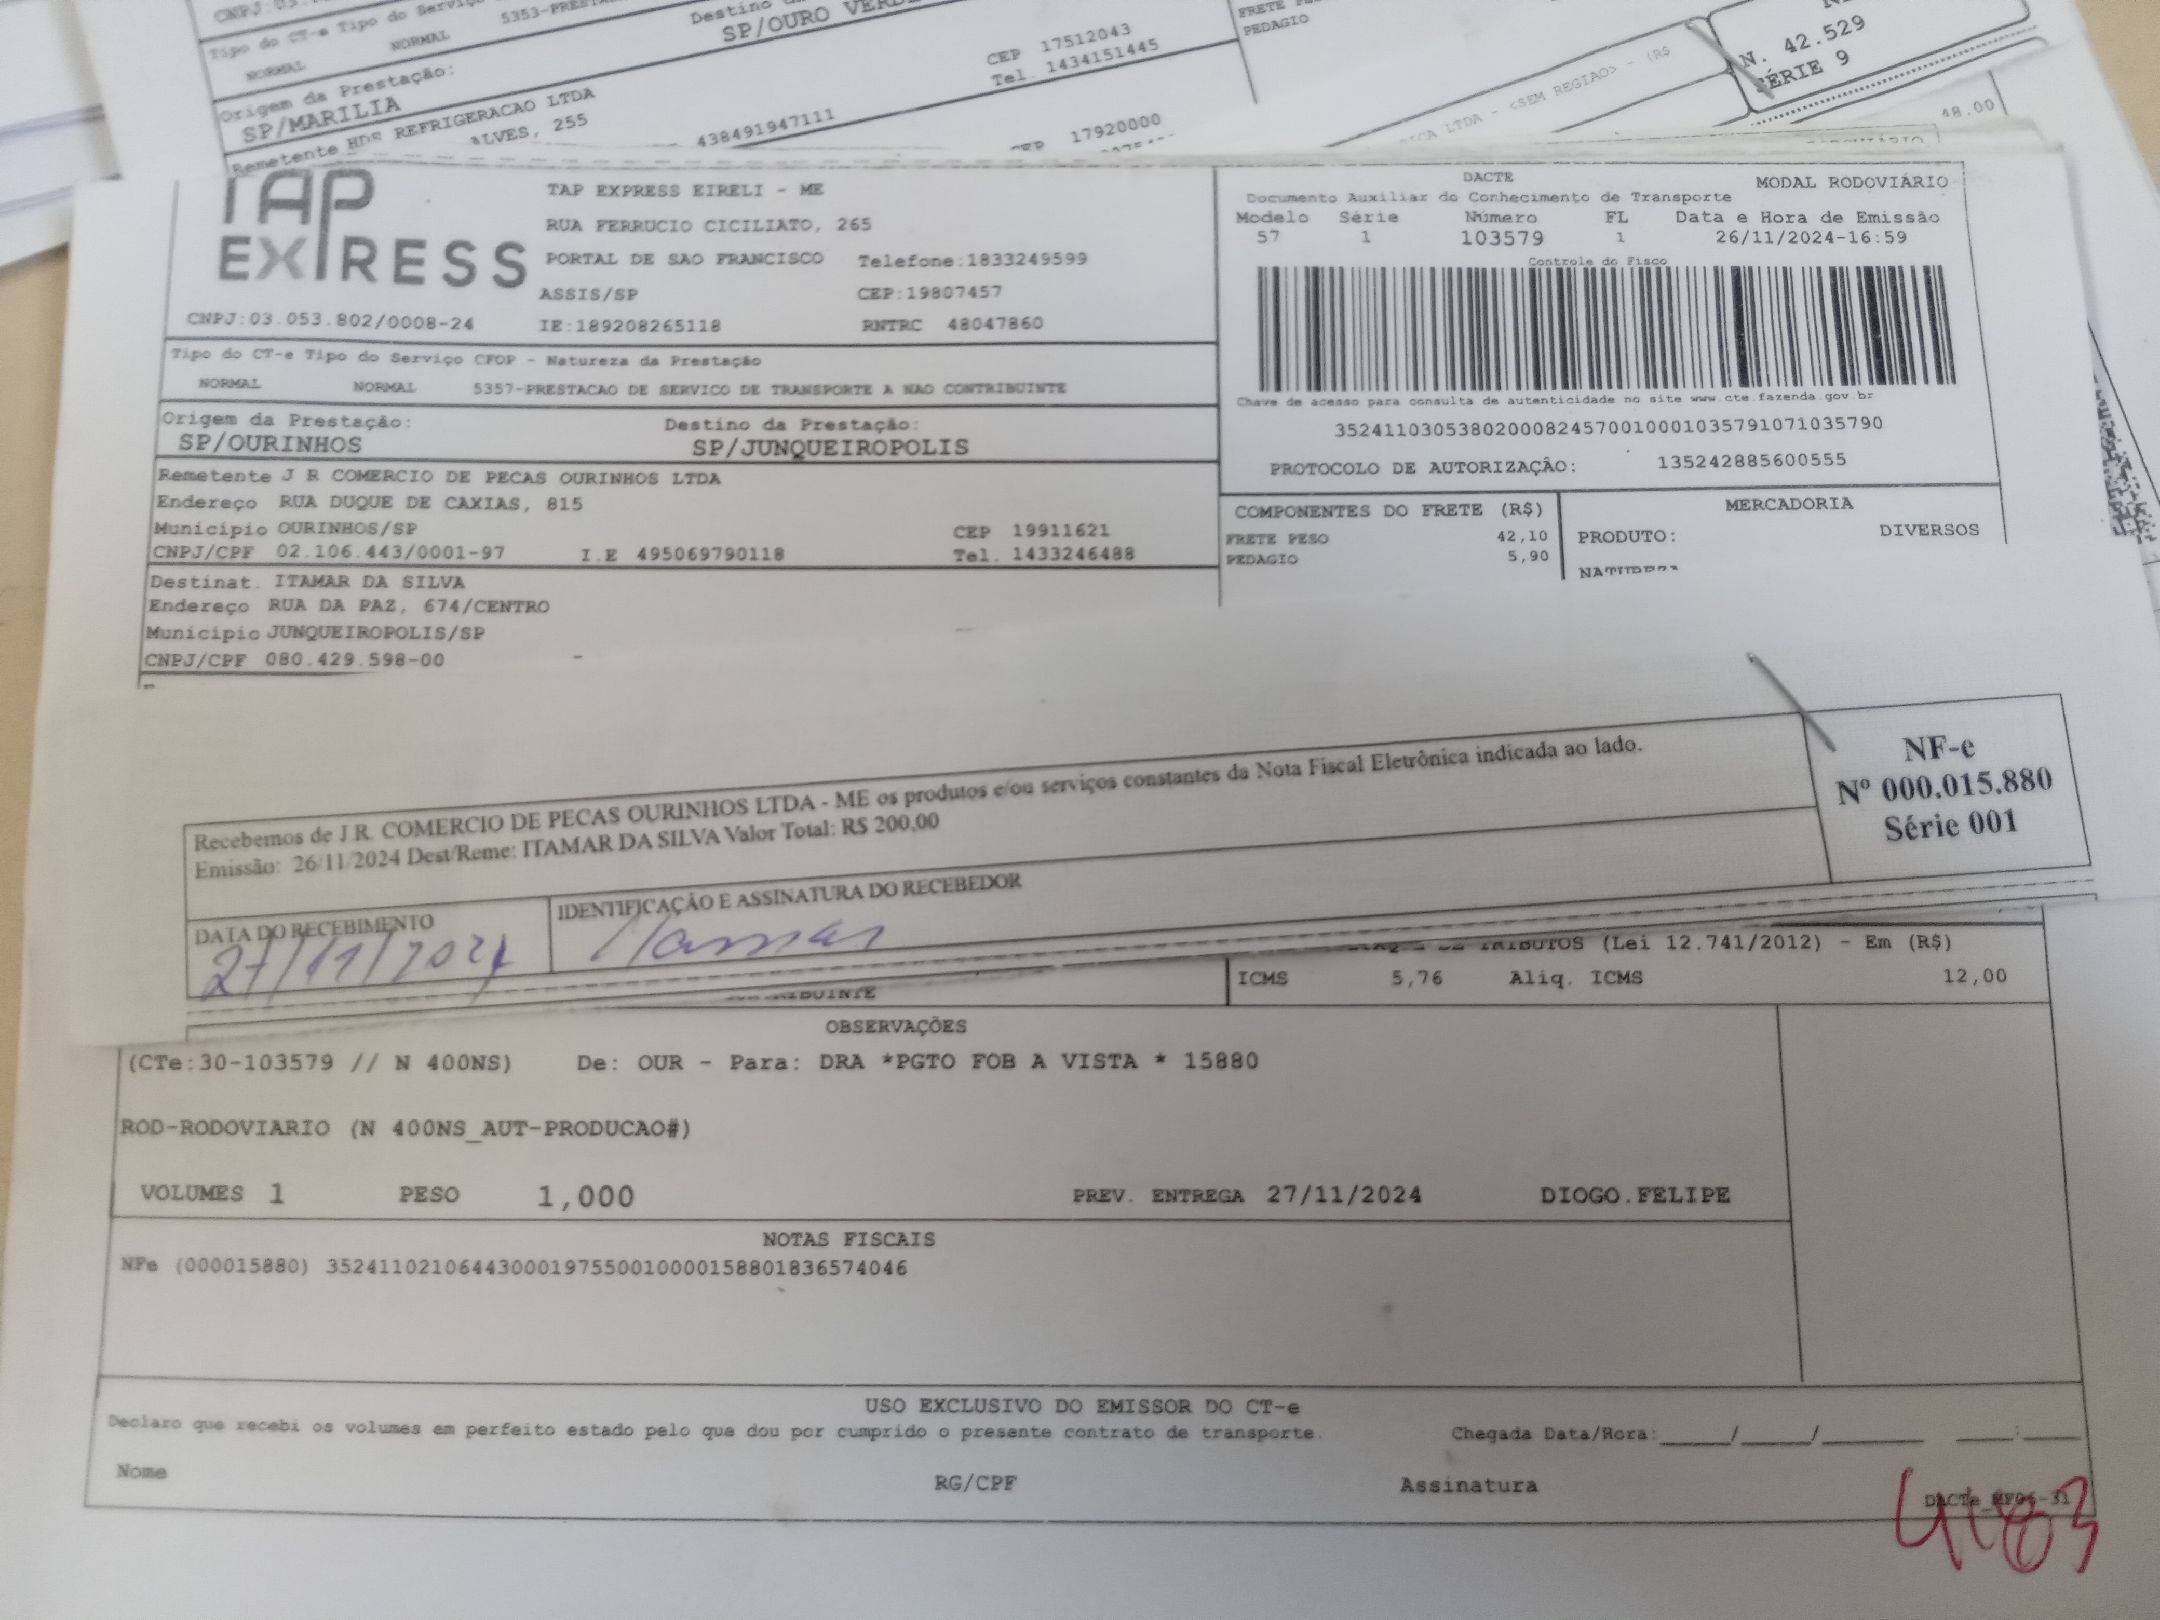 CNPJ:03.
Tipo do CT-e Tipo do Serviço
5353-PREST
NORMAL
NORMAL
Origem da Prestação:
SP/MARILIA
Destino
SP/OURO VERDE
Remetente HDS REFRIGERACAO LTDA
ALVES, 255
438491947111
CEP 17512043
Tel. 1434151445
CEP 17920000
PEDAGIO
LTDA - <SEM REGIAO> - (R$
N. 42.529
SÉRIE 9
48.00
TAP EXPRESS
TAP EXPRESS EIRELI - ME
RUA FERRUCIO CICILIATO, 265
PORTAL DE SAO FRANCISCO Telefone:1833249599
ASSIS/SP CEP:19807457
CNPJ:03.053.802/0008-24 IE:189208265118 RNTRC 48047860
DACTE
MODAL RODOVIÁRIO
Documento Auxiliar do Conhecimento de Transporte
Modelo Série Número FL Data e Hora de Emissão
57 1 103579 1 26/11/2024-16:59
Controle do Fisco
Chave de acesso para consulta de autenticidade no site www.cte.fazenda.gov.br
35241103053802000824570010001035791071035790
PROTOCOLO DE AUTORIZAÇÃO: 135242885600555
Tipo do CT-e Tipo do Serviço CFOP - Natureza da Prestação
NORMAL NORMAL 5357-PRESTACAO DE SERVICO DE TRANSPORTE A NAO CONTRIBUINTE
Origem da Prestação: Destino da Prestação:
SP/OURINHOS SP/JUNQUEIROPOLIS
Remetente J R COMERCIO DE PECAS OURINHOS LTDA
Endereço RUA DUQUE DE CAXIAS, 815
Município OURINHOS/SP CEP 19911621
CNPJ/CPF 02.106.443/0001-97 I.E 495069790118 Tel. 1433246488
COMPONENTES DO FRETE (R$)
FRETE PESO 42,10
PEDAGIO 5,90
MERCADORIA
PRODUTO: DIVERSOS
NATUREZA
Destinat. ITAMAR DA SILVA
Endereço RUA DA PAZ, 674/CENTRO
Município JUNQUEIROPOLIS/SP
CNPJ/CPF 080.429.598-00
Recebemos de J R. COMERCIO DE PECAS OURINHOS LTDA - ME os produtos e/ou serviços constantes da Nota Fiscal Eletrônica indicada ao lado.
Emissão: 26/11/2024 Dest/Reme: ITAMAR DA SILVA Valor Total: R$ 200,00
NF-e
Nº 000.015.880
Série 001
DATA DO RECEBIMENTO
27/11/2024
IDENTIFICAÇÃO E ASSINATURA DO RECEBEDOR
DE TRIBUTOS (Lei 12.741/2012) - Em (R$)
ICMS 5,76 Aliq. ICMS 12,00
OBSERVAÇÕES
(CTe:30-103579 // N 400NS) De: OUR - Para: DRA *PGTO FOB A VISTA * 15880
ROD-RODOVIARIO (N 400NS_AUT-PRODUCAO#)
VOLUMES 1 PESO 1,000 PREV. ENTREGA 27/11/2024 DIOGO.FELIPE
NOTAS FISCAIS
NFe (000015880) 35241102106443000197550010000158801836574046
USO EXCLUSIVO DO EMISSOR DO CT-e
Declaro que recebi os volumes em perfeito estado pelo que dou por cumprido o presente contrato de transporte. Chegada Data/Hora:____/____/______ ____:____
Nome RG/CPF Assinatura